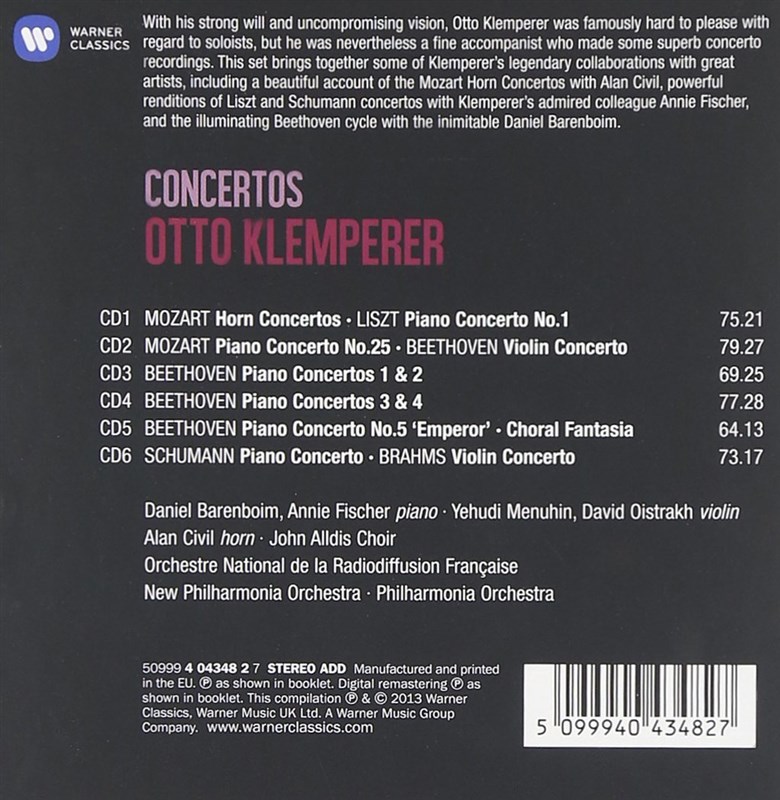 WARNER
CLASSICS
With his strong will and uncompromising vision, Otto Klemperer was famously hard to please with
regard to soloists, but he was nevertheless a fine accompanist who made some superb concerto
recordings. This set brings together some of Klemperer's legendary collaborations with great
artists, including a beautiful account of the Mozart Horn Concertos with Alan Civil, powerful
renditions of Liszt and Schumann concertos with Klemperer's admired colleague Annie Fischer,
and the illuminating Beethoven cycle with the inimitable Daniel Barenboim.
CONCERTOS
OTTO KLEMPERER
CD1 MOZART Horn Concertos · LISZT Piano Concerto No.1 75.21
CD2 MOZART Piano Concerto No.25 · BEETHOVEN Violin Concerto 79.27
CD3 BEETHOVEN Piano Concertos 1 & 2 69.25
CD4 BEETHOVEN Piano Concertos 3 & 4 77.28
CD5 BEETHOVEN Piano Concerto No.5 'Emperor' · Choral Fantasia 64.13
CD6 SCHUMANN Piano Concerto · BRAHMS Violin Concerto 73.17
Daniel Barenboim, Annie Fischer piano · Yehudi Menuhin, David Oistrakh violin
Alan Civil horn · John Alldis Choir
Orchestre National de la Radiodiffusion Française
New Philharmonia Orchestra · Philharmonia Orchestra
50999 4 04348 2 7 STEREO ADD Manufactured and printed
in the EU. ℗ as shown in booklet. Digital remastering ℗ as
shown in booklet. This compilation ℗ & © 2013 Warner
Classics, Warner Music UK Ltd. A Warner Music Group
Company. www.warnerclassics.com
5 099940 434827